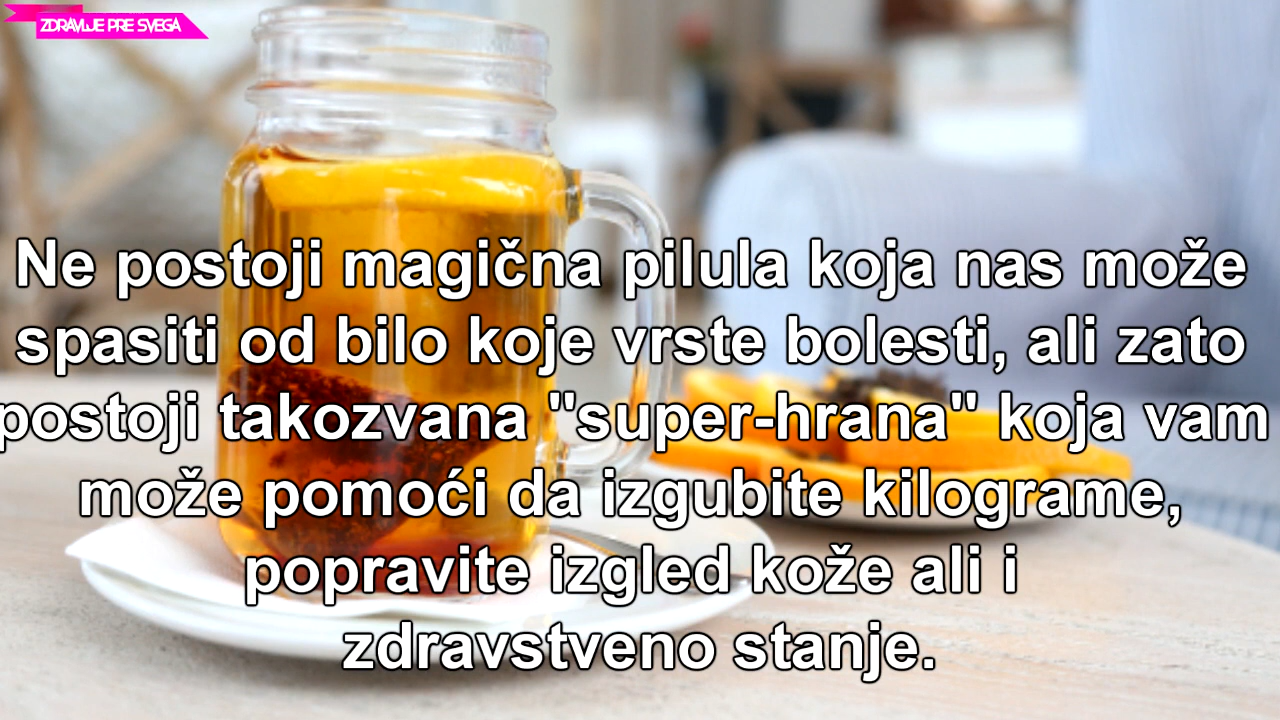 ZDRAVLJE PRE SVEGA
Ne postoji magična pilula koja nas može
spasiti od bilo koje vrste bolesti, ali zato
postoji takozvana "super-hrana" koja vam
može pomoći da izgubite kilograme,
popravite izgled kože ali i
zdravstveno stanje.